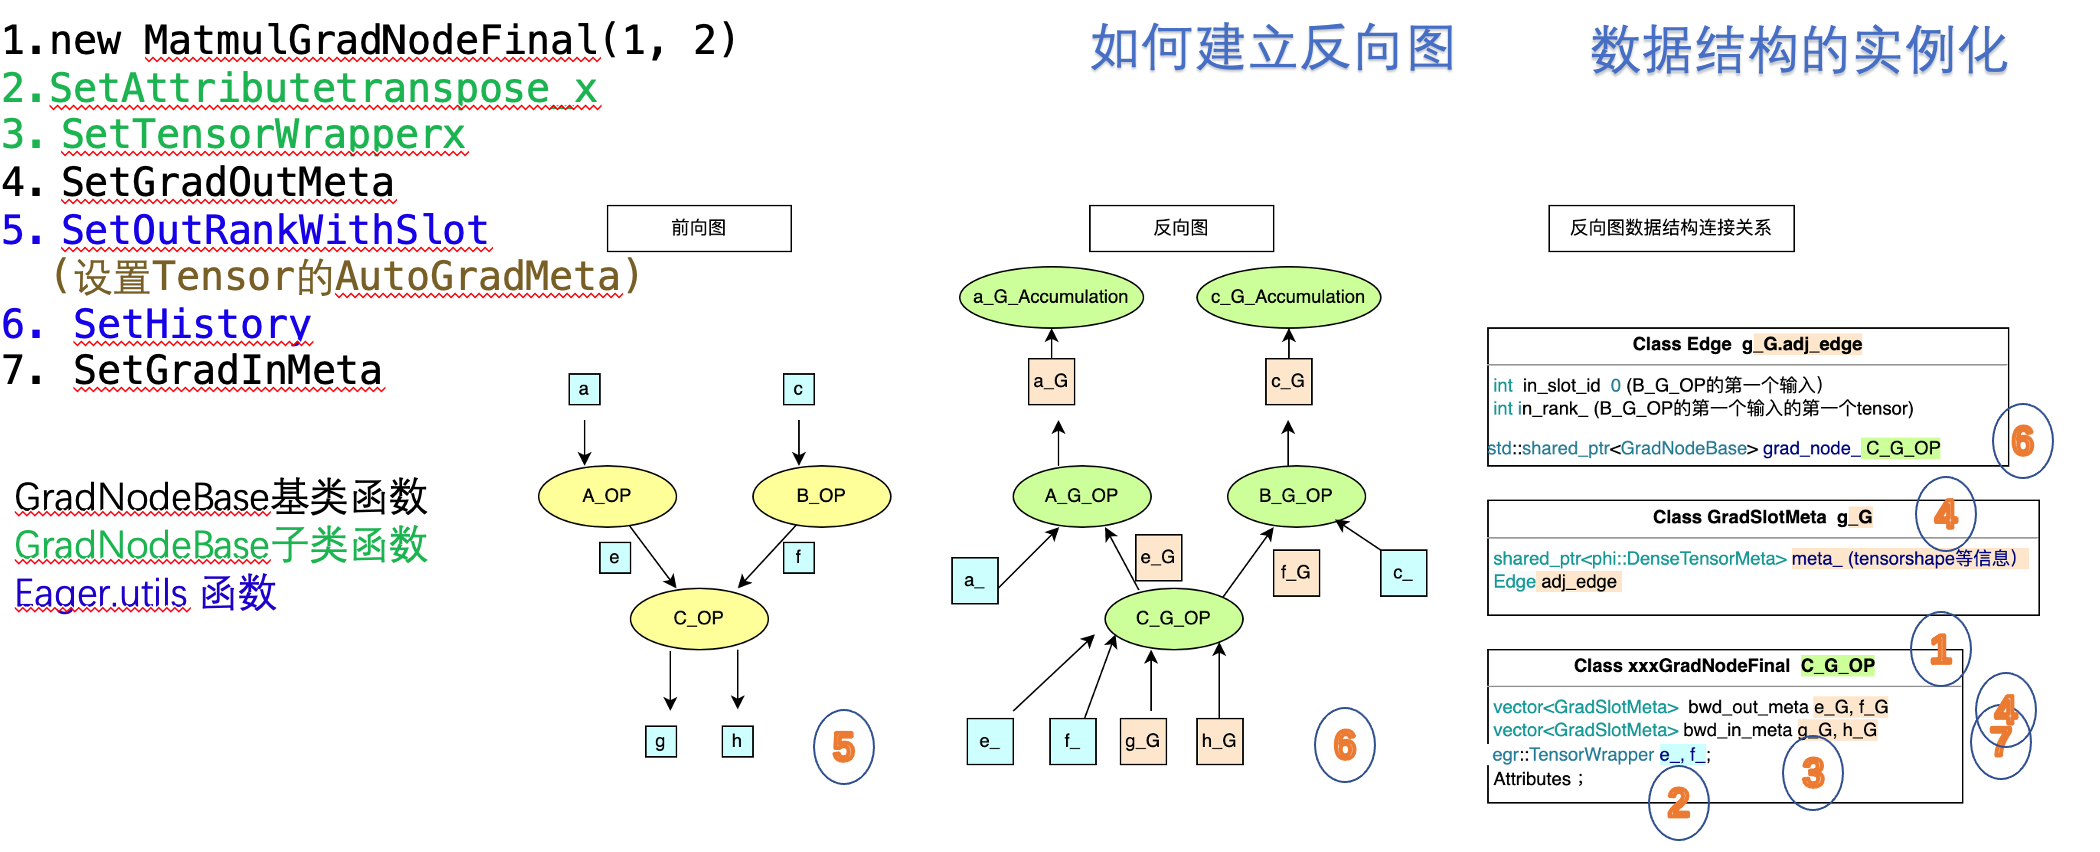 1.new MatmulGradNodeFinal(1, 2)
2.SetAttributetranspose_x
3. SetTensorWrapperx
4. SetGradOutMeta
5. SetOutRankWithSlot
(设置Tensor的AutoGradMeta)
6. SetHistory
7. SetGradInMeta
GradNodeBase基类函数
GradNodeBase子类函数
Eager.utils 函数
如何建立反向图
数据结构的实例化
前向图
a
c
A_OP
B_OP
e
f
C_OP
g
h
5
反向图
a_G_Accumulation
c_G_Accumulation
a_G
c_G
A_G_OP
B_G_OP
a_
e_G
f_G
c_
C_G_OP
e_
f_
g_G
h_G
6
反向图数据结构连接关系
Class Edge g_G.adj_edge
int in_slot_id 0 (B_G_OP的第一个输入)
int in_rank_ (B_G_OP的第一个输入的第一个tensor)
std::shared_ptr<GradNodeBase> grad_node_ C_G_OP
6
4
Class GradSlotMeta g_G
shared_ptr<phi::DenseTensorMeta> meta_ (tensorshape等信息)
Edge adj_edge
1
Class xxxGradNodeFinal C_G_OP
vector<GradSlotMeta> bwd_out_meta e_G, f_G
4
vector<GradSlotMeta> bwd_in_meta g_G, h_G
7
egr::TensorWrapper e_, f_;
3
Attributes ;
2